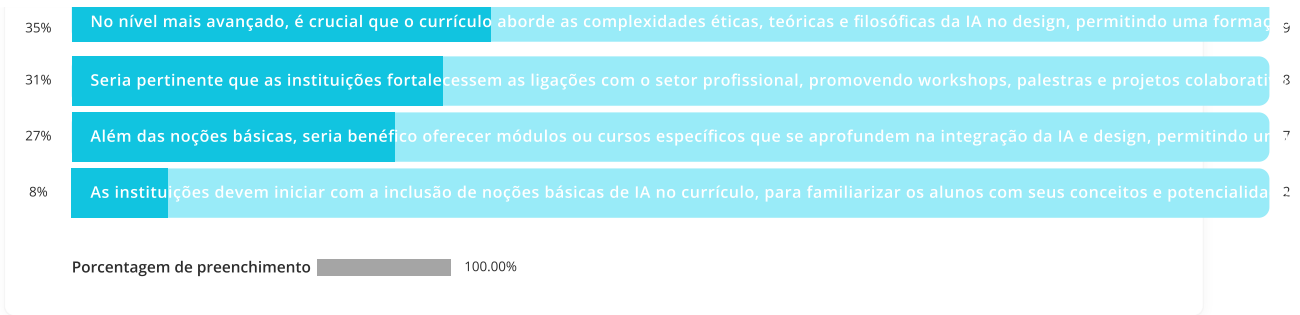 35% No nível mais avançado, é crucial que o currículo aborde as complexidades éticas, teóricas e filosóficas da IA no design, permitindo uma formaç 9
31% Seria pertinente que as instituições fortalecessem as ligações com o setor profissional, promovendo workshops, palestras e projetos colaborati 8
27% Além das noções básicas, seria benéfico oferecer módulos ou cursos específicos que se aprofundem na integração da IA e design, permitindo 7
8% As instituições devem iniciar com a inclusão de noções básicas de IA no currículo, para familiarizar os alunos com seus conceitos e potencialida 2
Porcentagem de preenchimento 100.00%